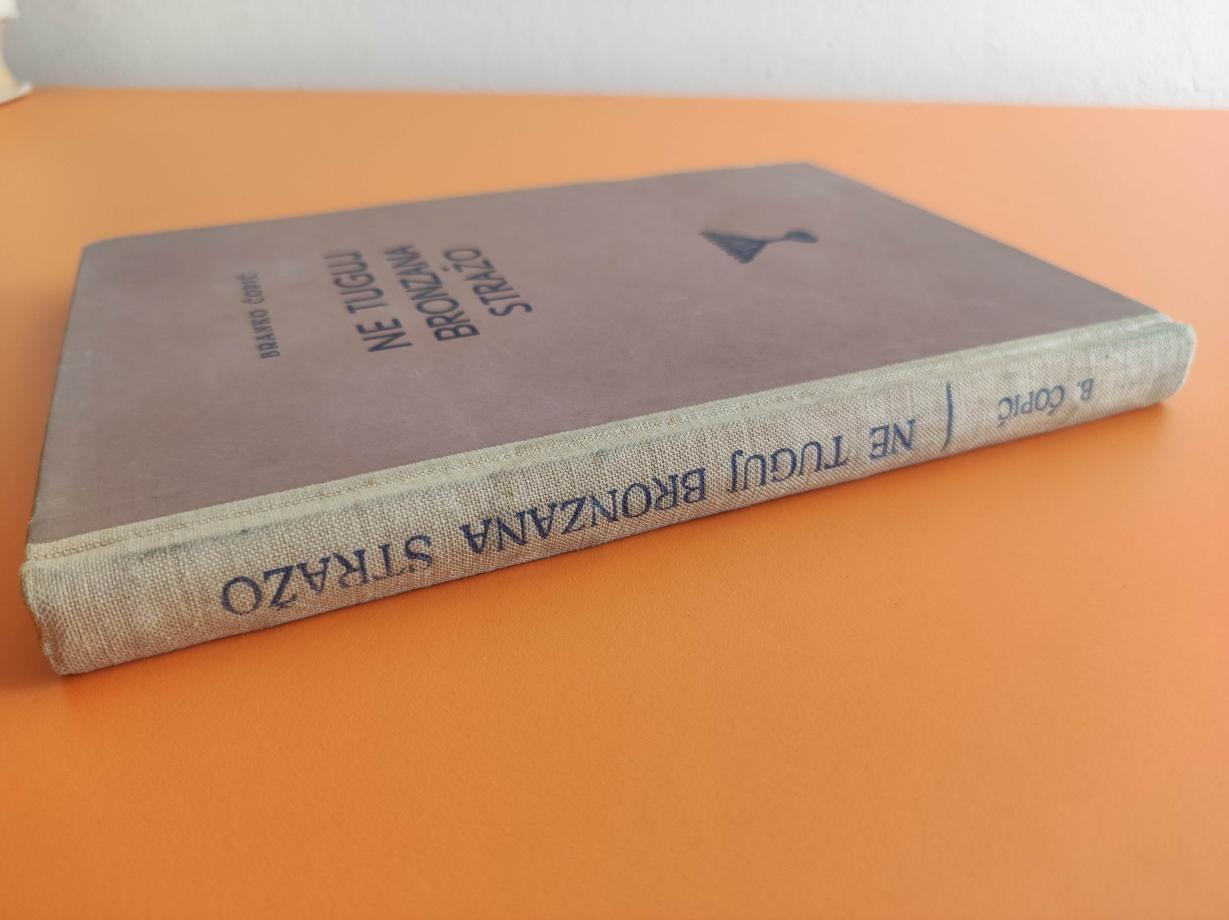 BRANKO ĆOPIĆ
NE TUGUJ
BRONZANA
STRAŽO
B. ĆOPIĆ
NE TUGUJ BRONZANA STRAŽO